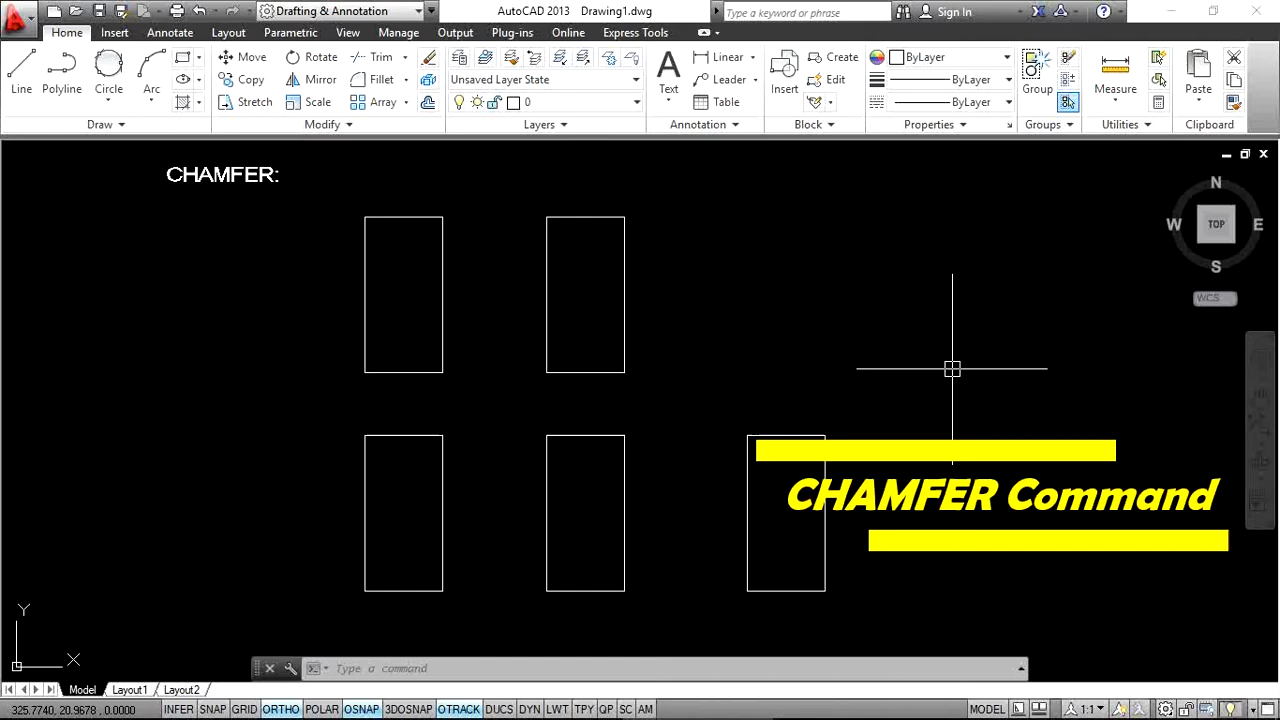 Drafting & Annotation
AutoCAD 2013 Drawing1.dwg
Type a keyword or phrase
Sign In
Home Insert Annotate Layout Parametric View Manage Output Plug-ins Online Express Tools
Line Polyline Circle Arc
Move Rotate Trim
Copy Mirror Fillet
Stretch Scale Array
Unsaved Layer State
0
Text
Linear
Leader
Table
Insert
Create
Edit
ByLayer
ByLayer
ByLayer
Group
Measure
Paste
Draw Modify Layers Annotation Block Properties Groups Utilities Clipboard
CHAMFER:
N
W TOP E
S
WCS
CHAMFER Command
Y
X
Type a command
Model Layout1 Layout2
325.7740, 20.9678 , 0.0000 INFER SNAP GRID ORTHO POLAR OSNAP 3DOSNAP OTRACK DUCS DYN LWT TPY QP SC AM MODEL 1:1